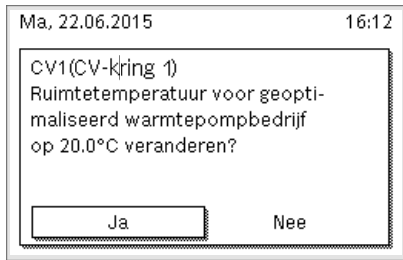 Ma, 22.06.2015 16:12
CV1(CV-kring 1)
Ruimtetemperatuur voor geopti-
maliseerd warmtepompbedrijf
op 20.0°C veranderen?
Ja Nee